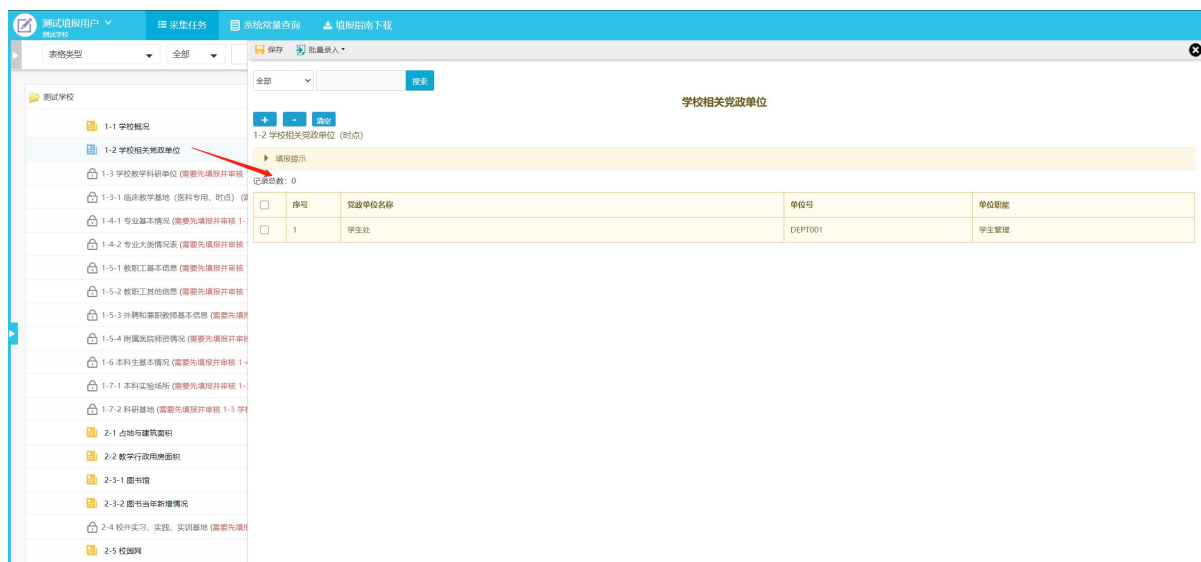 测试填报用户
测试学校
采集任务
系统常量查询
填报指南下载
表格类型
全部
保存
批量录入
全部
搜索
学校相关党政单位
+
-
清空
1-2 学校相关党政单位 (时点)
填报提示
记录总数: 0
序号 党政单位名称 单位号 单位职能
1 学生处 DEPT001 学生管理
测试学校
1-1 学校概况
1-2 学校相关党政单位
1-3 学校教学科研单位 (需要先填报并审核 1
1-3-1 临床教学基地 (医科专用、时点) (需
1-4-1 专业基本情况 (需要先填报并审核 1-
1-4-2 专业大类情况表 (需要先填报并审核
1-5-1 教职工基本信息 (需要先填报并审核
1-5-2 教职工其他信息 (需要先填报并审核
1-5-3 外聘和兼职教师基本信息 (需要先填
1-5-4 附属医院师资情况 (需要先填报并审
1-6 本科生基本情况 (需要先填报并审核 1-4
1-7-1 本科实验场所 (需要先填报并审核 1-
1-7-2 科研基地 (需要先填报并审核 1-3 学
2-1 占地与建筑面积
2-2 教学行政用房面积
2-3-1 图书馆
2-3-2 图书当年新增情况
2-4 校外实习、实践、实训基地 (需要先填
2-5 校园网